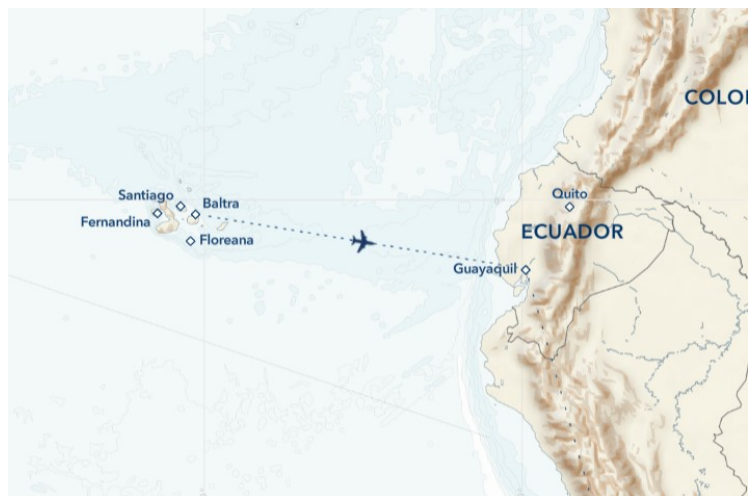 COLO
Santiago
Baltra
Quito
Fernandina
ECUADOR
Floreana
Guayaquil